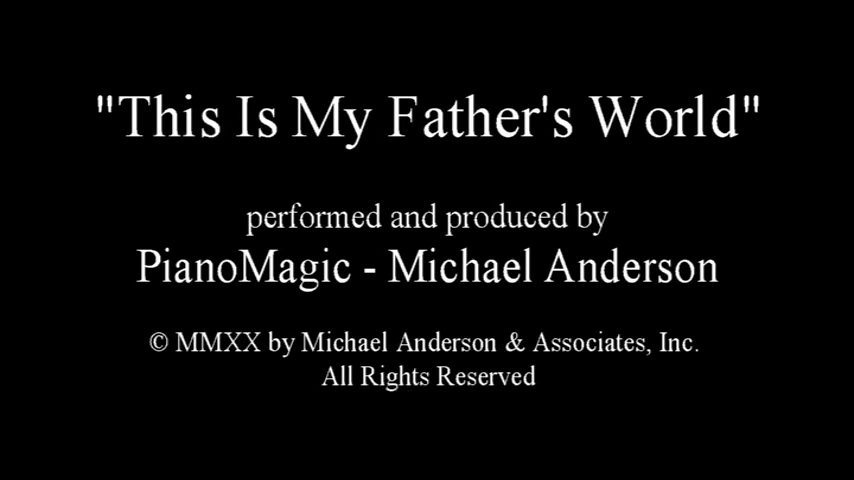 "This Is My Father's World"
performed and produced by
PianoMagic - Michael Anderson
© MMXX by Michael Anderson & Associates, Inc.
All Rights Reserved